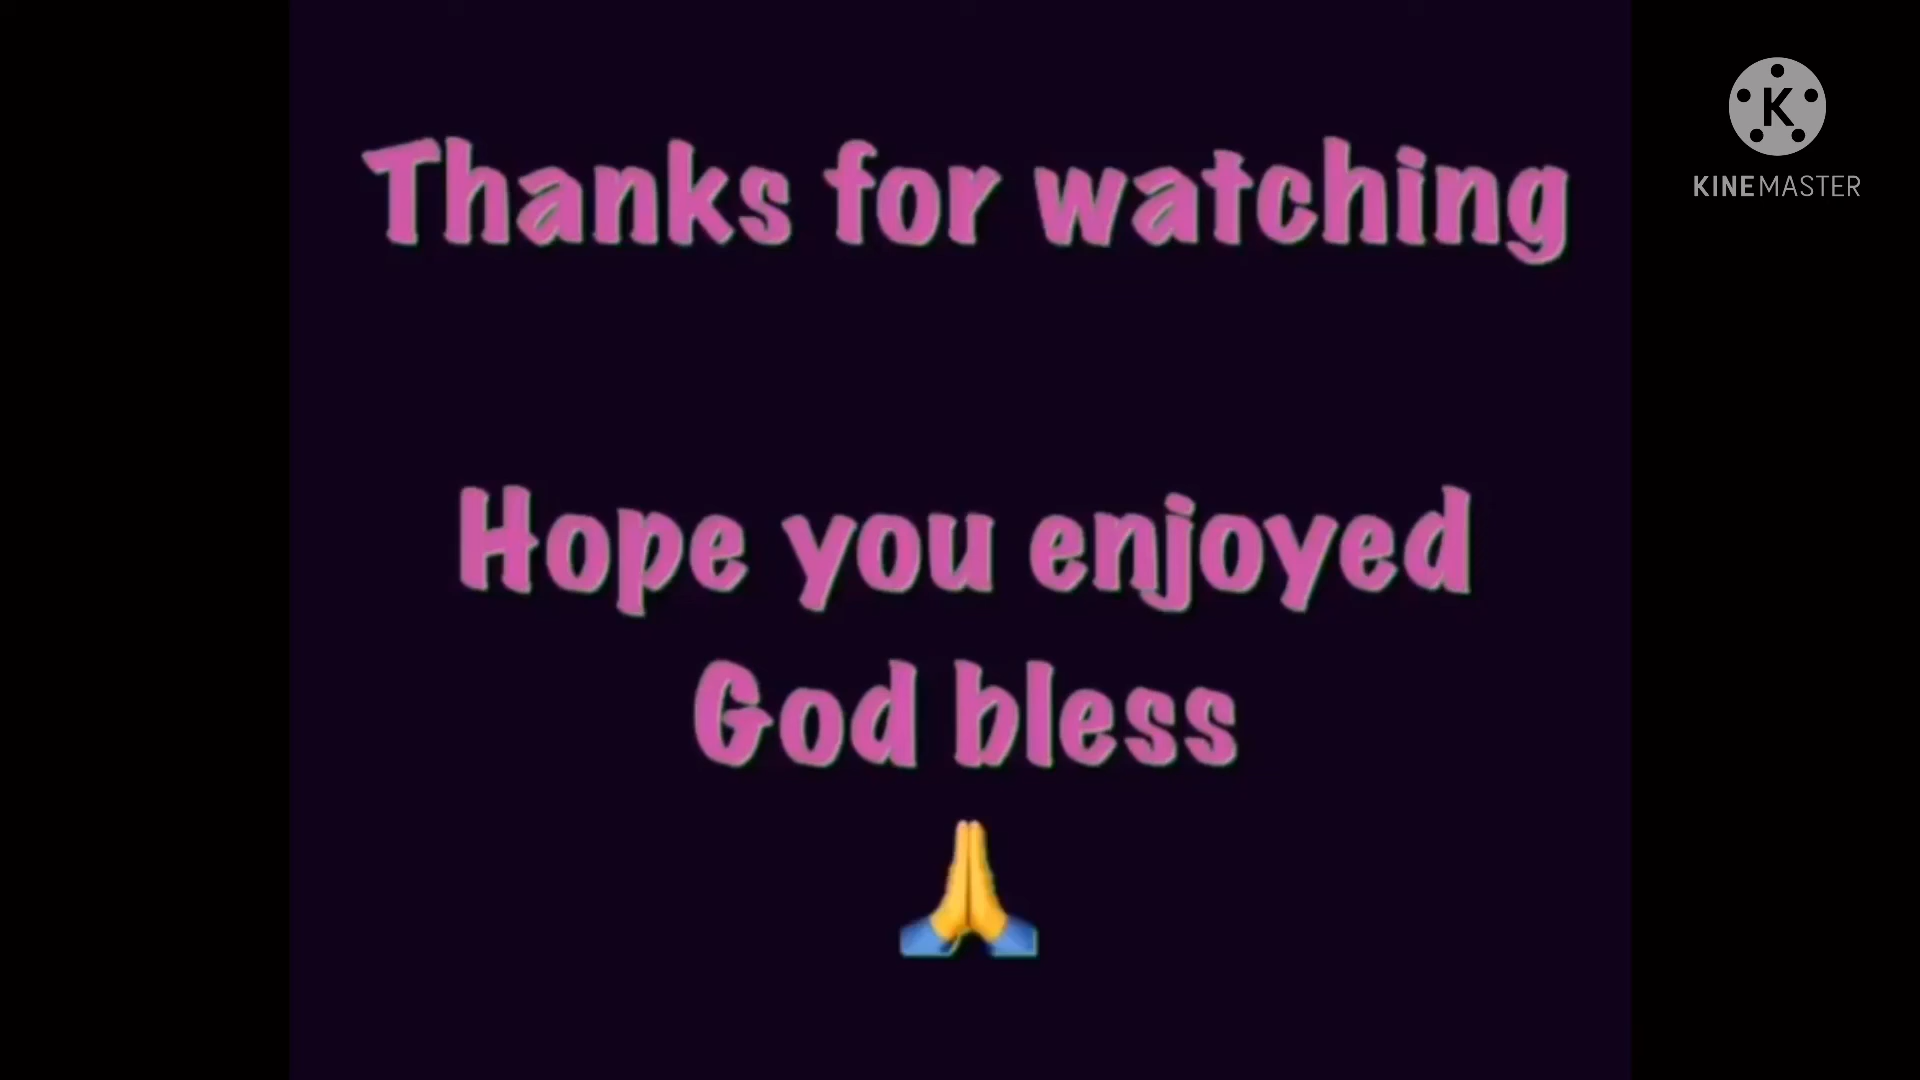 Thanks for watching
KINEMASTER
Hope you enjoyed
God bless
🙏